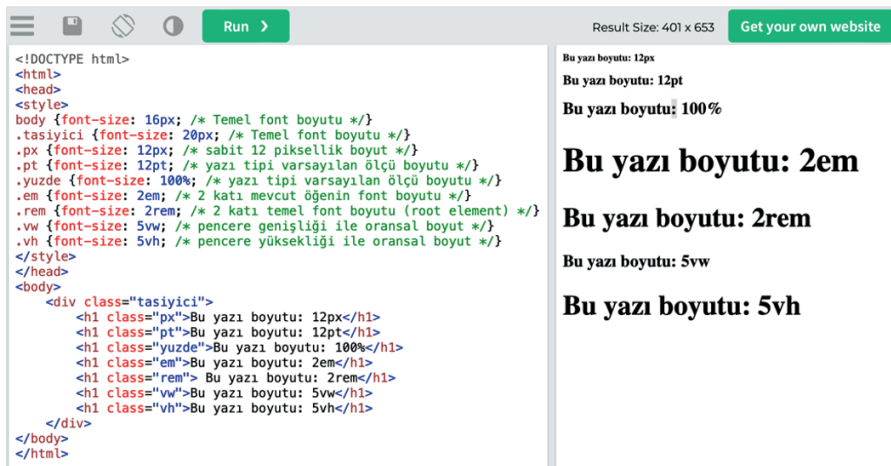 Run ❯
Result Size: 401 x 653
Get your own website
<!DOCTYPE html>
<html>
<head>
<style>
body {font-size: 16px; /* Temel font boyutu */}
.tasiyici {font-size: 20px; /* Temel font boyutu */}
.px {font-size: 12px; /* sabit 12 piksellik boyut */}
.pt {font-size: 12pt; /* yazı tipi varsayılan ölçü boyutu */}
.yuzde {font-size: 100%; /* yazı tipi varsayılan ölçü boyutu */}
.em {font-size: 2em; /* 2 katı mevcut öğenin font boyutu */}
.rem {font-size: 2rem; /* 2 katı temel font boyutu (root element) */}
.vw {font-size: 5vw; /* pencere genişliği ile oransal boyut */}
.vh {font-size: 5vh; /* pencere yüksekliği ile oransal boyut */}
</style>
</head>
<body>
<div class="tasiyici">
<h1 class="px">Bu yazı boyutu: 12px</h1>
<h1 class="pt">Bu yazı boyutu: 12pt</h1>
<h1 class="yuzde">Bu yazı boyutu: 100%</h1>
<h1 class="em">Bu yazı boyutu: 2em</h1>
<h1 class="rem"> Bu yazı boyutu: 2rem</h1>
<h1 class="vw">Bu yazı boyutu: 5vw</h1>
<h1 class="vh">Bu yazı boyutu: 5vh</h1>
</div>
</body>
</html>
Bu yazı boyutu: 12px
Bu yazı boyutu: 12pt
Bu yazı boyutu: 100%
Bu yazı boyutu: 2em
Bu yazı boyutu: 2rem
Bu yazı boyutu: 5vw
Bu yazı boyutu: 5vh